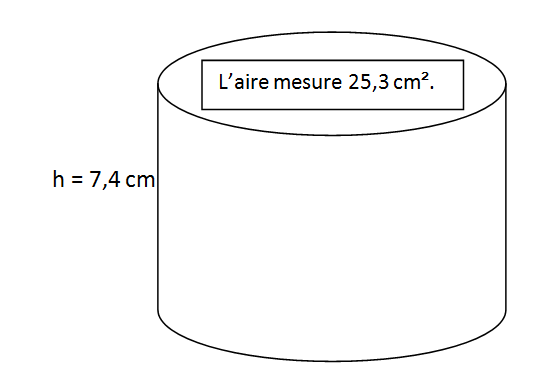 L’aire mesure 25,3 cm².
h = 7,4 cm